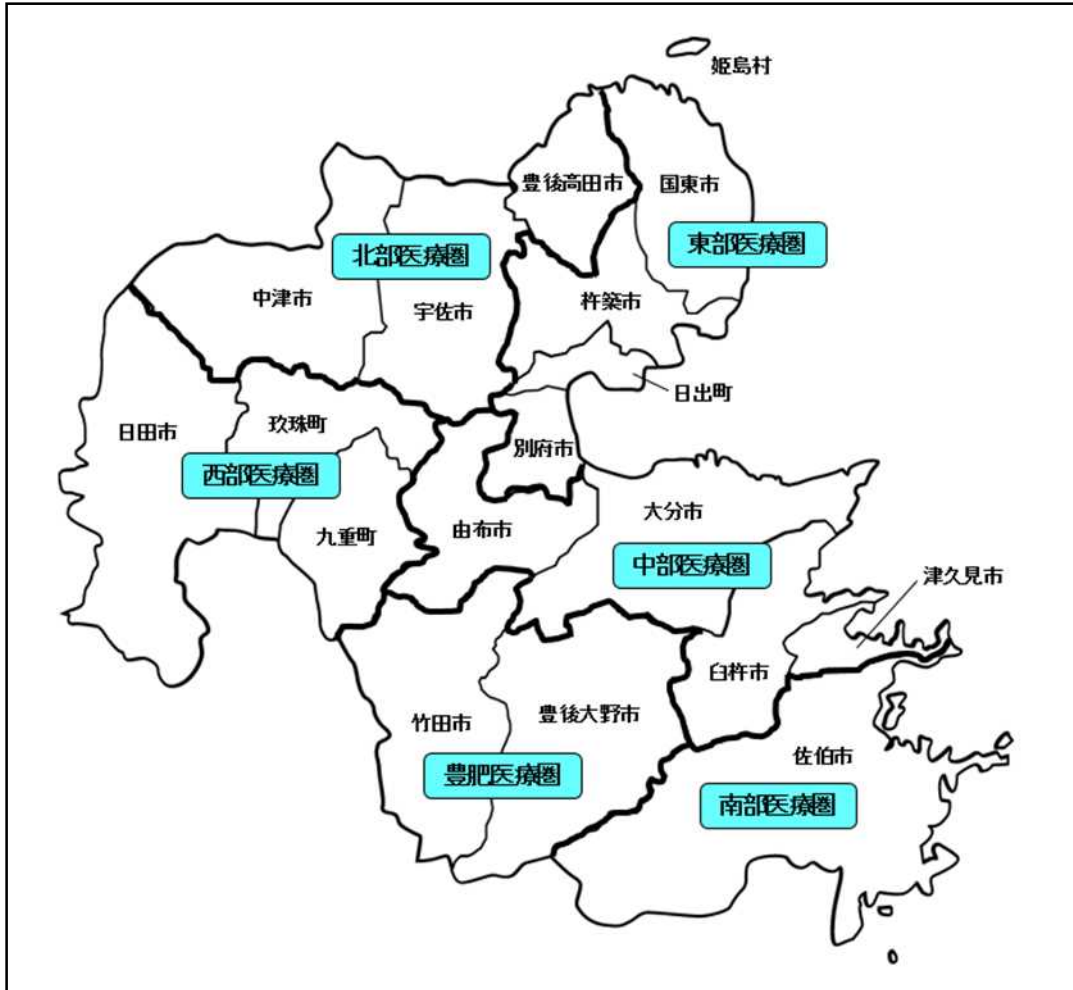 姫島村
豊後高田市
国東市
東部医療圏
北部医療圏
中津市
宇佐市
杵築市
日出町
日田市
玖珠町
別府市
西部医療圏
九重町
由布市
大分市
中部医療圏
津久見市
臼杵市
竹田市
豊後大野市
豊肥医療圏
佐伯市
南部医療圏